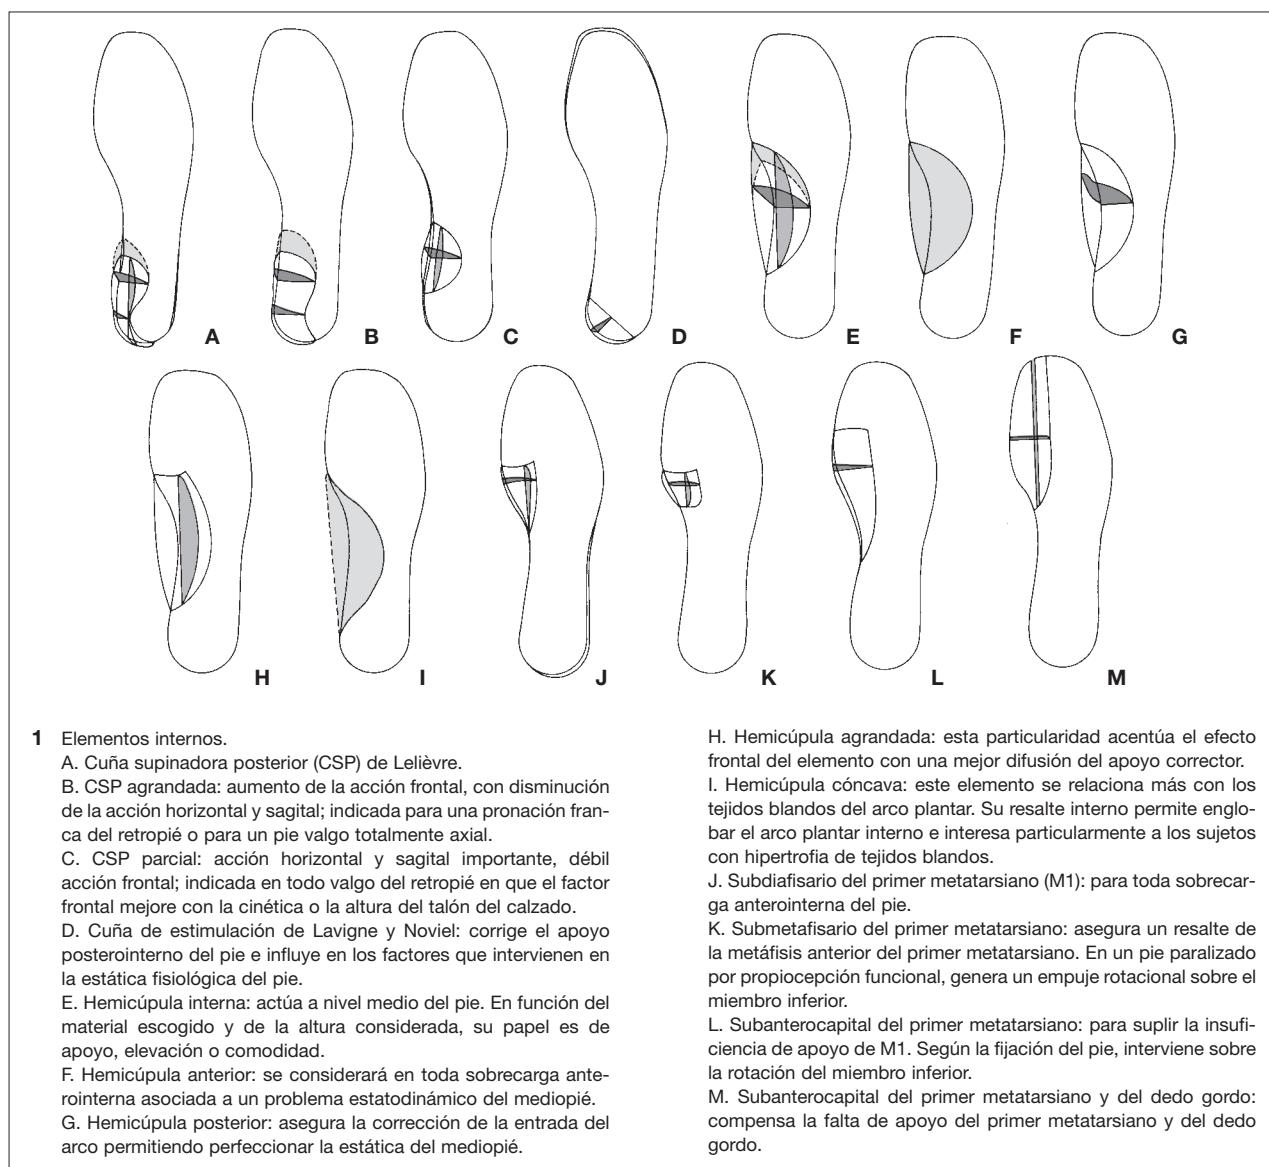 A
B
C
D
E
F
G
H
I
J
K
L
M
1 Elementos internos.
A. Cuña supinadora posterior (CSP) de Lelièvre.
B. CSP agrandada: aumento de la acción frontal, con disminución
de la acción horizontal y sagital; indicada para una pronación fran-
ca del retropié o para un pie valgo totalmente axial.
C. CSP parcial: acción horizontal y sagital importante, débil
acción frontal; indicada en todo valgo del retropié en que el factor
frontal mejore con la cinética o la altura del talón del calzado.
D. Cuña de estimulación de Lavigne y Noviel: corrige el apoyo
posterointerno del pie e influye en los factores que intervienen en
la estática fisiológica del pie.
E. Hemicúpula interna: actúa a nivel medio del pie. En función del
material escogido y de la altura considerada, su papel es de
apoyo, elevación o comodidad.
F. Hemicúpula anterior: se considerará en toda sobrecarga ante-
rointerna asociada a un problema estatodinámico del mediopié.
G. Hemicúpula posterior: asegura la corrección de la entrada del
arco permitiendo perfeccionar la estática del mediopié.
H. Hemicúpula agrandada: esta particularidad acentúa el efecto
frontal del elemento con una mejor difusión del apoyo corrector.
I. Hemicúpula cóncava: este elemento se relaciona más con los
tejidos blandos del arco plantar. Su resalte interno permite englo-
bar el arco plantar interno e interesa particularmente a los sujetos
con hipertrofia de tejidos blandos.
J. Subdiafisario del primer metatarsiano (M1): para toda sobrecar-
ga anterointerna del pie.
K. Submetafisario del primer metatarsiano: asegura un resalte de
la metáfisis anterior del primer metatarsiano. En un pie paralizado
por propiocepción funcional, genera un empuje rotacional sobre el
miembro inferior.
L. Subanterocapital del primer metatarsiano: para suplir la insufi-
ciencia de apoyo de M1. Según la fijación del pie, interviene sobre
la rotación del miembro inferior.
M. Subanterocapital del primer metatarsiano y del dedo gordo:
compensa la falta de apoyo del primer metatarsiano y del dedo
gordo.